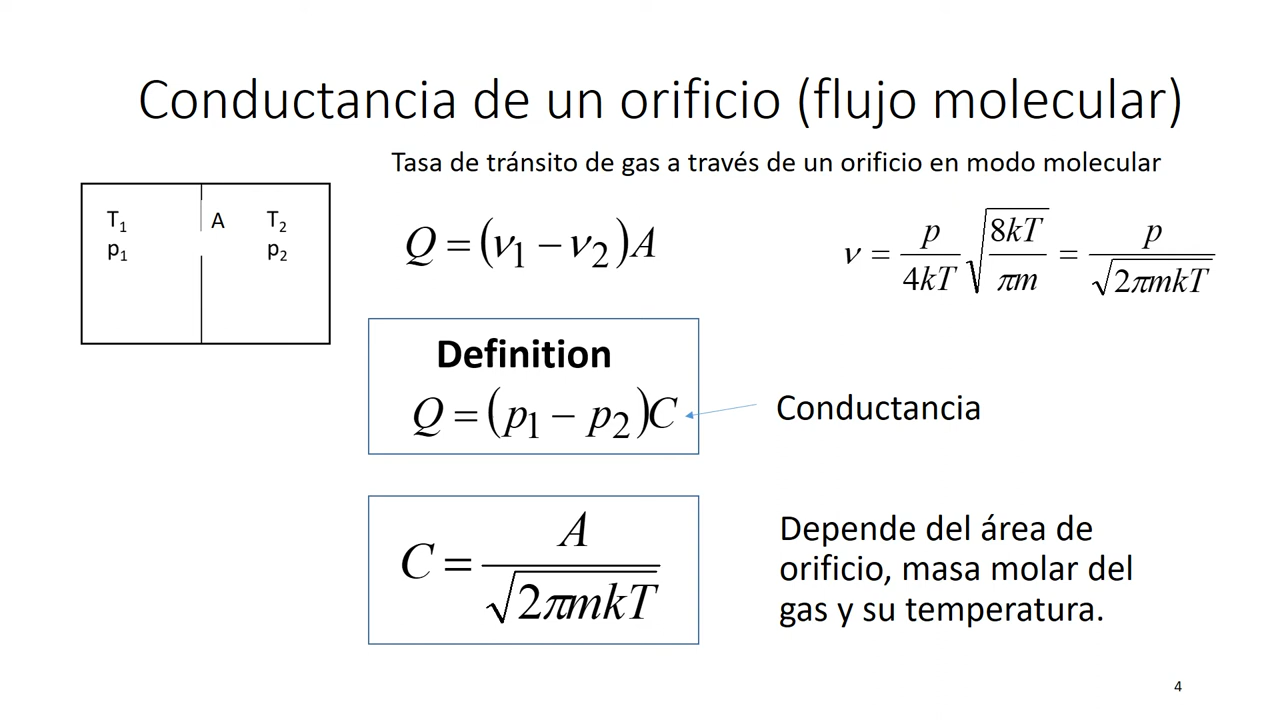 Conductancia de un orificio (flujo molecular)
Tasa de tránsito de gas a través de un orificio en modo molecular
T₁ A T₂
p₁ p₂
Q = (ν₁ − ν₂)A
ν = p/4kT √(8kT/πm) = p/√(2πmkT)
Definition
Q = (p₁ − p₂)C
Conductancia
C = A/√(2πmkT)
Depende del área de
orificio, masa molar del
gas y su temperatura.
4